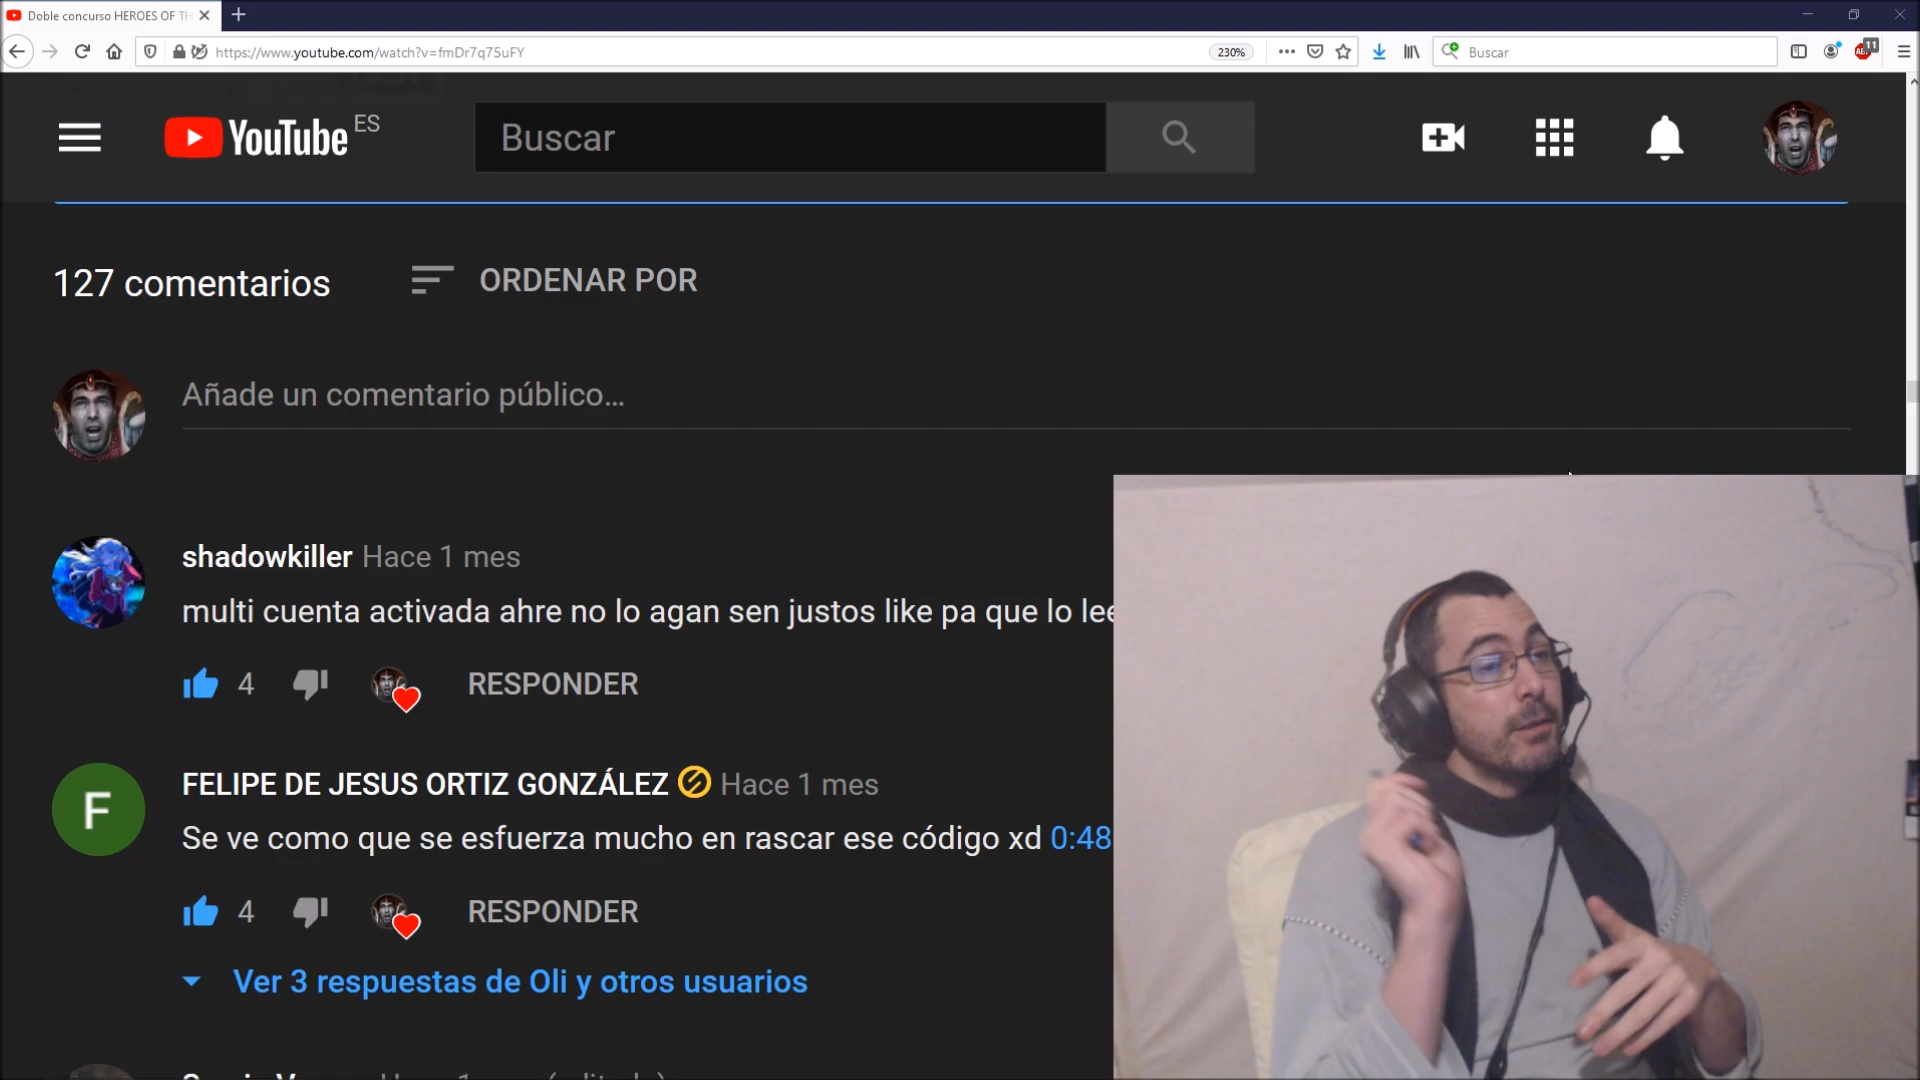 Doble concurso HEROES OF TH
https://www.youtube.com/watch?v=fmDr7q75uFY
230%
Buscar
11
YouTube ES
Buscar
127 comentarios
ORDENAR POR
Añade un comentario público...
shadowkiller Hace 1 mes
multi cuenta activada ahre no lo agan sen justos like pa que lo lee
4
RESPONDER
FELIPE DE JESUS ORTIZ GONZÁLEZ Hace 1 mes
Se ve como que se esfuerza mucho en rascar ese código xd 0:48
F
4
RESPONDER
Ver 3 respuestas de Oli y otros usuarios